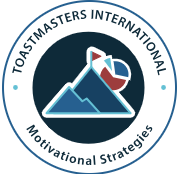 TOASTMASTERS INTERNATIONAL
Motivational Strategies